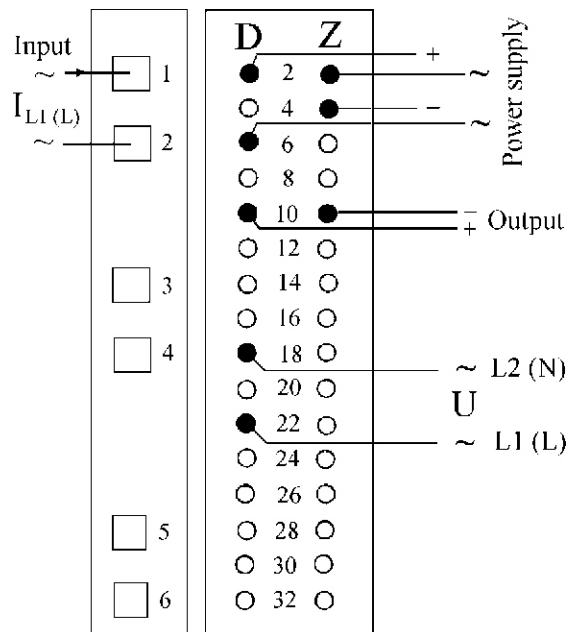 D Z
Input
+
~ 1 2 ~
I L1 (L)
4 −
~ 2 6 ~
Power supply
8
10 − Output
+
12
3 14
16
4 18 ~ L2 (N)
20
U
22
~ L1 (L)
24
26
5 28
30
6 32